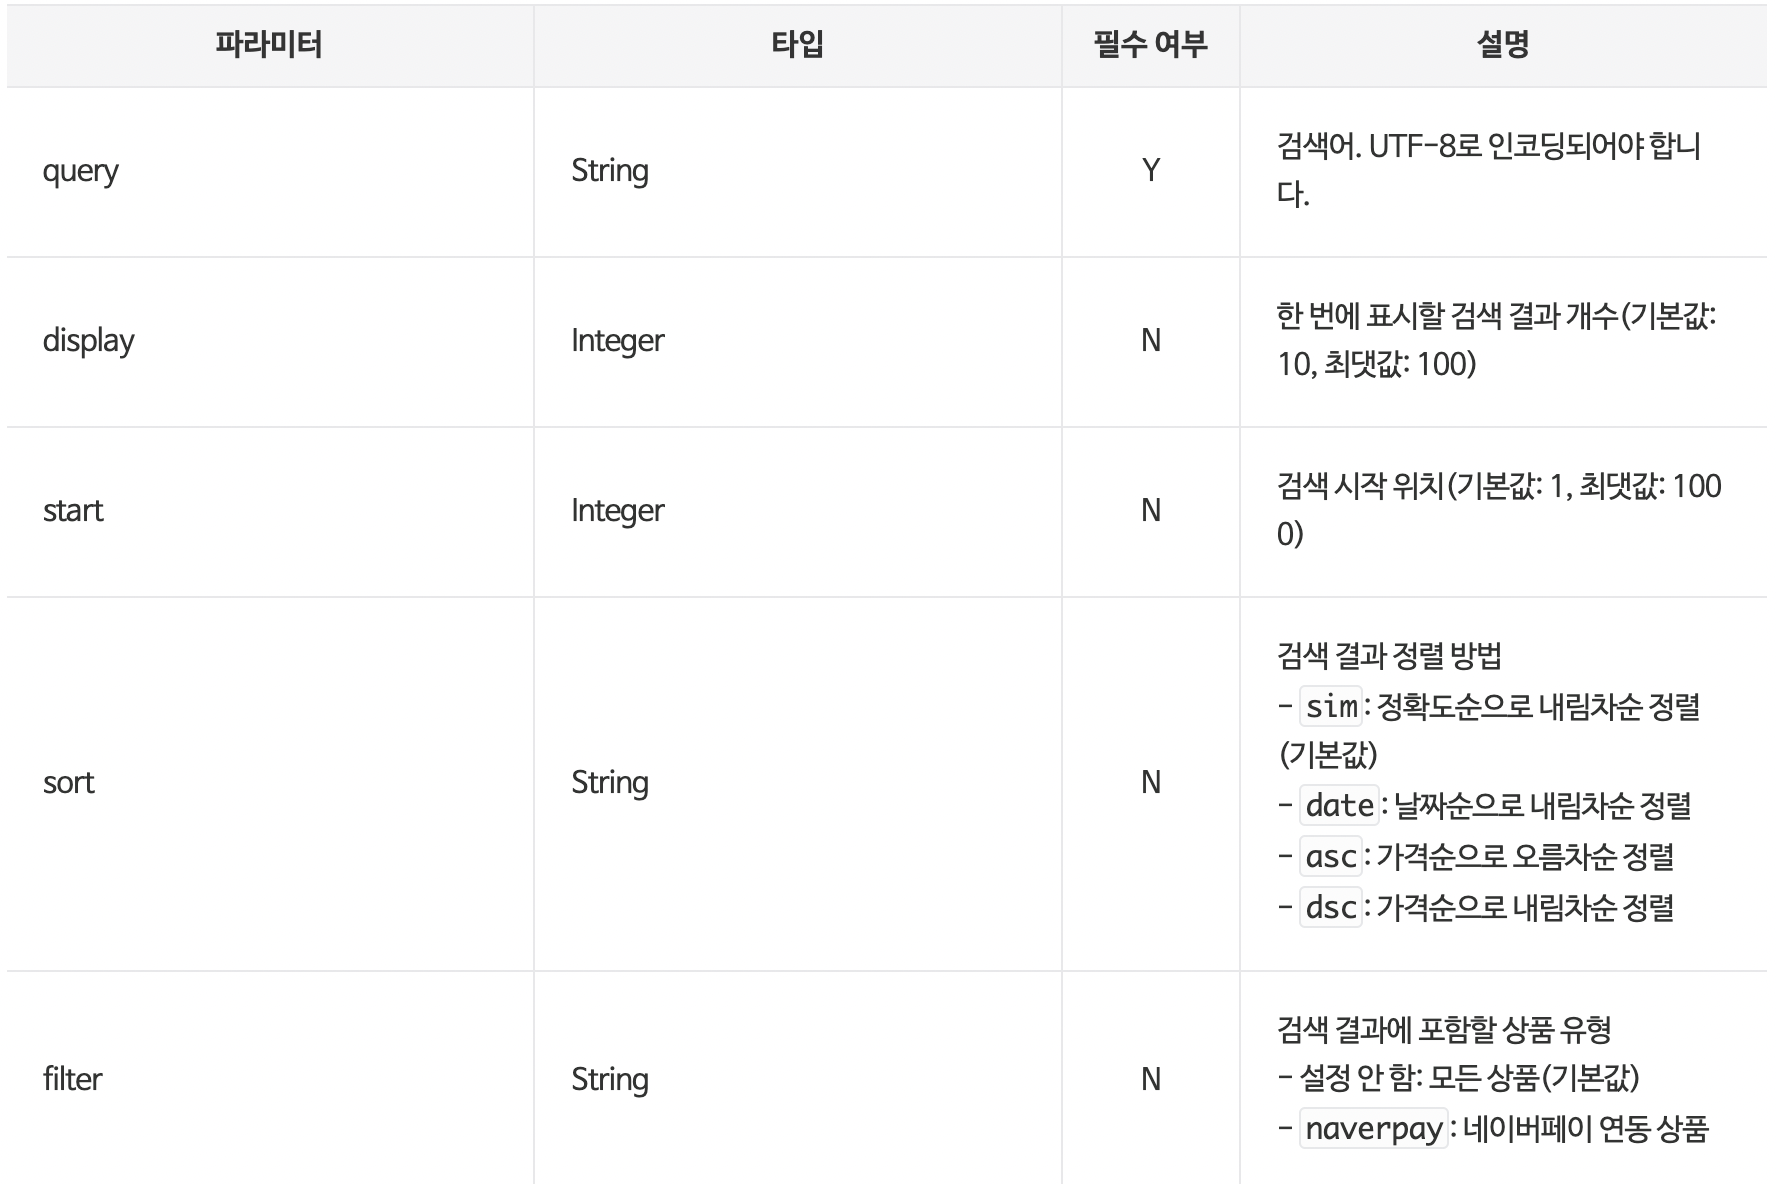 파라미터 타입 필수 여부 설명
query String Y 검색어. UTF-8로 인코딩되어야 합니
다.
display Integer N 한 번에 표시할 검색 결과 개수(기본값:
10, 최댓값: 100)
start Integer N 검색 시작 위치(기본값: 1, 최댓값: 100
0)
sort String N 검색 결과 정렬 방법
- sim: 정확도순으로 내림차순 정렬
(기본값)
- date: 날짜순으로 내림차순 정렬
- asc: 가격순으로 오름차순 정렬
- dsc: 가격순으로 내림차순 정렬
filter String N 검색 결과에 포함할 상품 유형
- 설정 안 함: 모든 상품(기본값)
- naverpay: 네이버페이 연동 상품